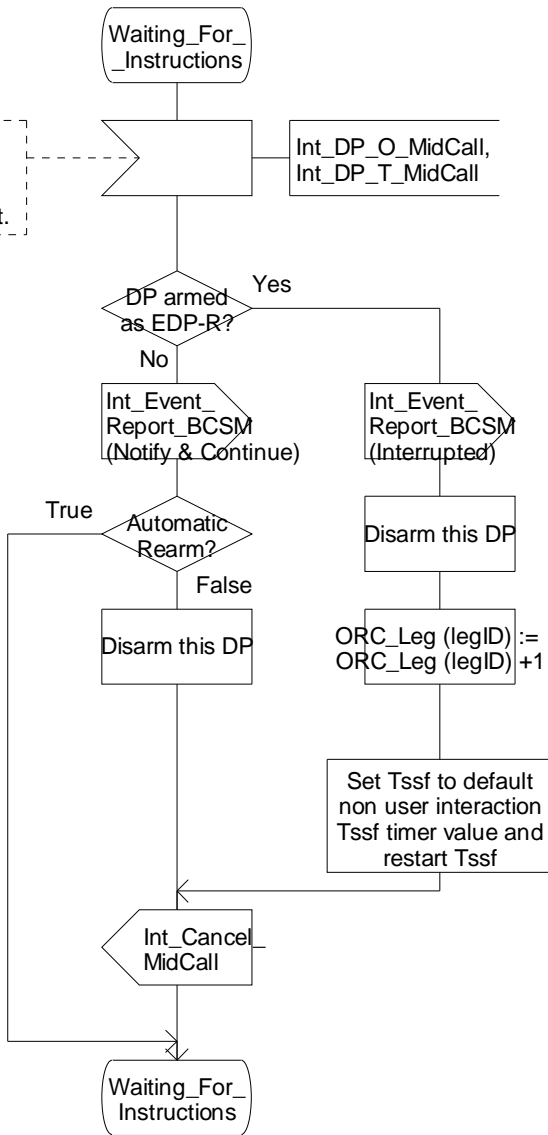 Waiting_For_
_Instructions
Int_DP_O_MidCall,
Int_DP_T_MidCall
t.
DP armed
as EDP-R?
Yes
No
Int_Event_
Report_BCSM
(Notify & Continue)
Int_Event_
Report_BCSM
(Interrupted)
True
Automatic
Rearm?
False
Disarm this DP
Disarm this DP
ORC_Leg (legID) :=
ORC_Leg (legID) +1
Set Tssf to default
non user interaction
Tssf timer value and
restart Tssf
Int_Cancel_
MidCall
Waiting_For_
Instructions